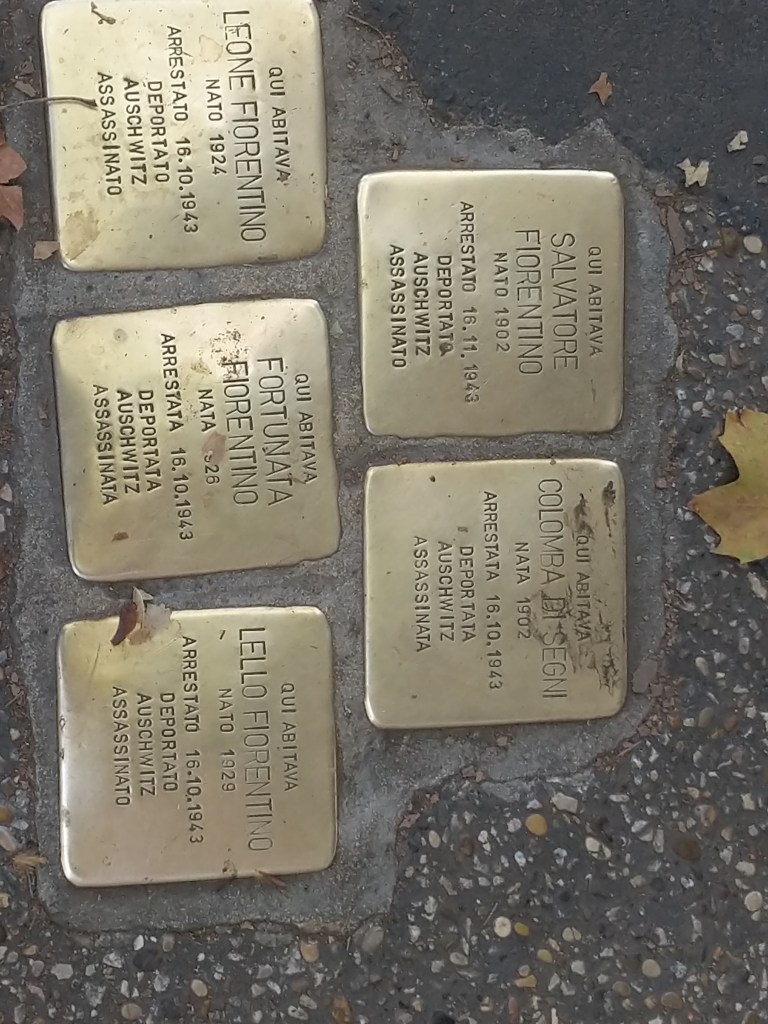 QUI ABITAVA
SALVATORE
FIORENTINO
NATO 1902
ARRESTATO 16.11.1943
DEPORTATO
AUSCHWITZ
ASSASSINATO
QUI ABITAVA
COLOMBA DI SEGNI
NATA 1902
ARRESTATA 16.10.1943
DEPORTATA
AUSCHWITZ
ASSASSINATA
QUI ABITAVA
LEONE FIORENTINO
NATO 1924
ARRESTATO 16.10.1943
DEPORTATO
AUSCHWITZ
ASSASSINATO
QUI ABITAVA
FORTUNATA
FIORENTINO
NATA 1926
ARRESTATA 16.10.1943
DEPORTATA
AUSCHWITZ
ASSASSINATA
QUI ABITAVA
LELLO FIORENTINO
NATO 1929
ARRESTATO 16.10.1943
DEPORTATO
AUSCHWITZ
ASSASSINATO